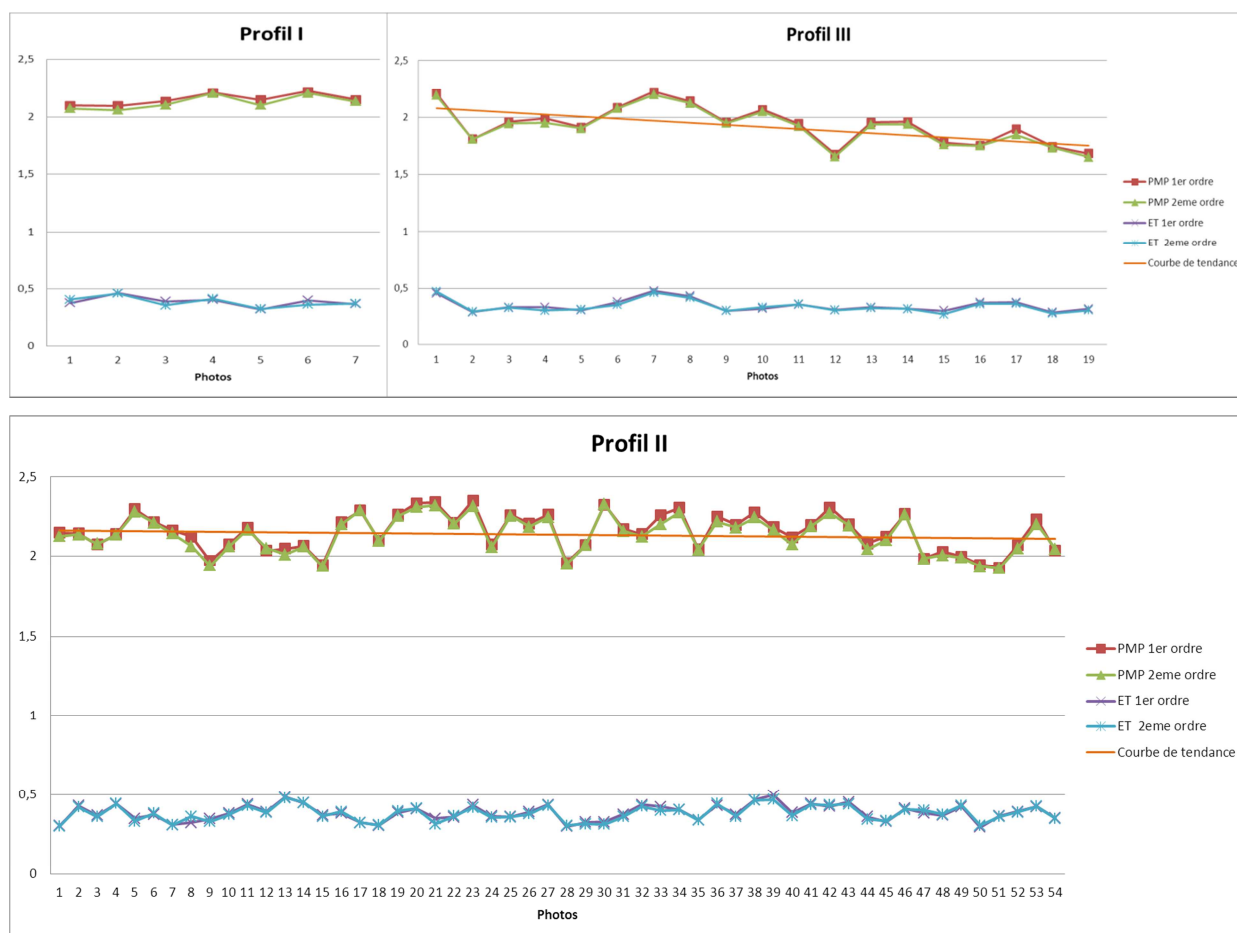 Profil I
2,5
2
1,5
1
0,5
0
1 2 3 4 5 6 7
Photos
Profil III
2,5
2
1,5
1
0,5
0
1 2 3 4 5 6 7 8 9 10 11 12 13 14 15 16 17 18 19
Photos
PMP 1er ordre
PMP 2eme ordre
ET 1er ordre
ET 2eme ordre
Courbe de tendance
Profil II
2,5
2
1,5
1
0,5
0
1 2 3 4 5 6 7 8 9 10 11 12 13 14 15 16 17 18 19 20 21 22 23 24 25 26 27 28 29 30 31 32 33 34 35 36 37 38 39 40 41 42 43 44 45 46 47 48 49 50 51 52 53 54
Photos
PMP 1er ordre
PMP 2eme ordre
ET 1er ordre
ET 2eme ordre
Courbe de tendance